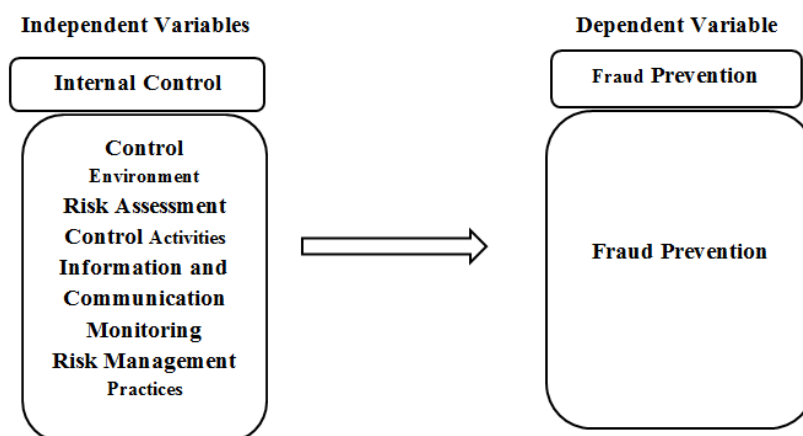 Independent Variables
Internal Control
Control
Environment
Risk Assessment
Control Activities
Information and
Communication
Monitoring
Risk Management
Practices
Dependent Variable
Fraud Prevention
Fraud Prevention